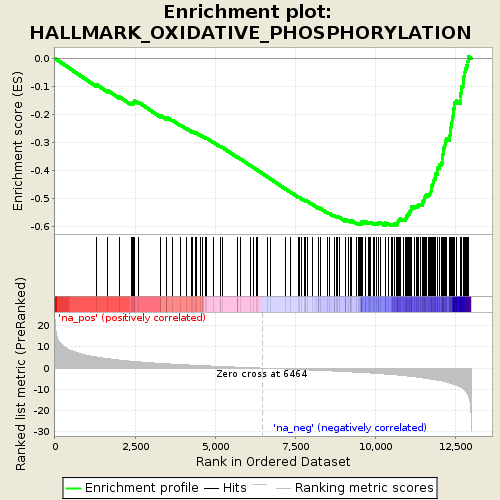 Enrichment plot:
HALLMARK_OXIDATIVE_PHOSPHORYLATION
Enrichment score (ES)
0.0
-0.1
-0.2
-0.3
-0.4
-0.5
-0.6
Ranked list metric (PreRanked)
'na_pos' (positively correlated)
20
10
0
-10
-20
-30
Zero cross at 6464
'na_neg' (negatively correlated)
0
2,500
5,000
7,500
10,000
12,500
Rank in Ordered Dataset
Enrichment profile
Hits
Ranking metric scores